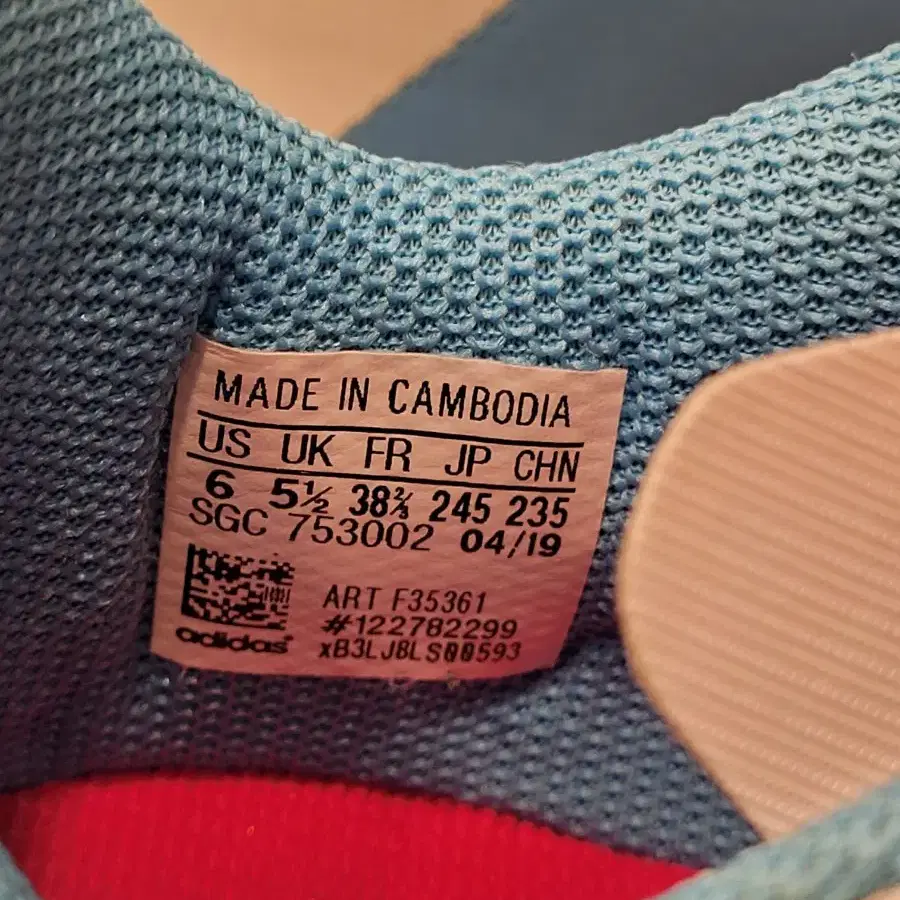 MADE IN CAMBODIA
US UK FR JP CHN
6 5½ 38⅔ 245 235
SGC 753002 04/19
ART F35361
#122782299
adidas xB3LJ8LS00593